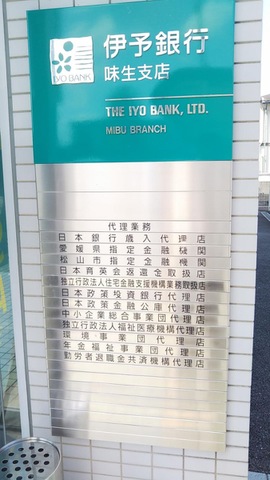 IYO BANK
伊予銀行
味生支店
THE IYO BANK, LTD.
MIBU BRANCH
代理業務
日本銀行歳入代理店
愛媛県指定金融機関
松山市指定金融機関
日本育英会返還金取扱店
独立行政法人住宅金融支援機構業務取扱店
日本政策投資銀行代理店
日本政策金融公庫代理店
中小企業総合事業団代理店
独立行政法人福祉医療機構代理店
環境事業団代理店
年金福祉事業団代理店
勤労者退職金共済機構代理店